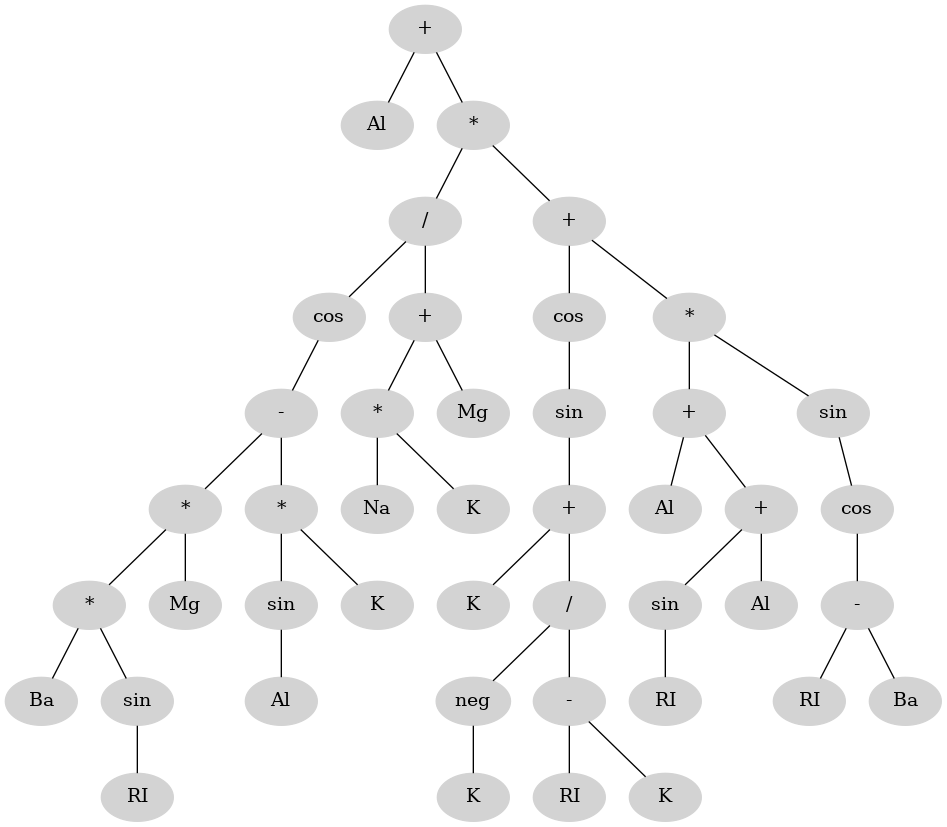 +
Al *
/ +
cos + cos *
- * Mg sin + sin
* * Na K + Al + cos
* Mg sin K K / sin Al -
Ba sin Al neg - RI RI Ba
RI K RI K